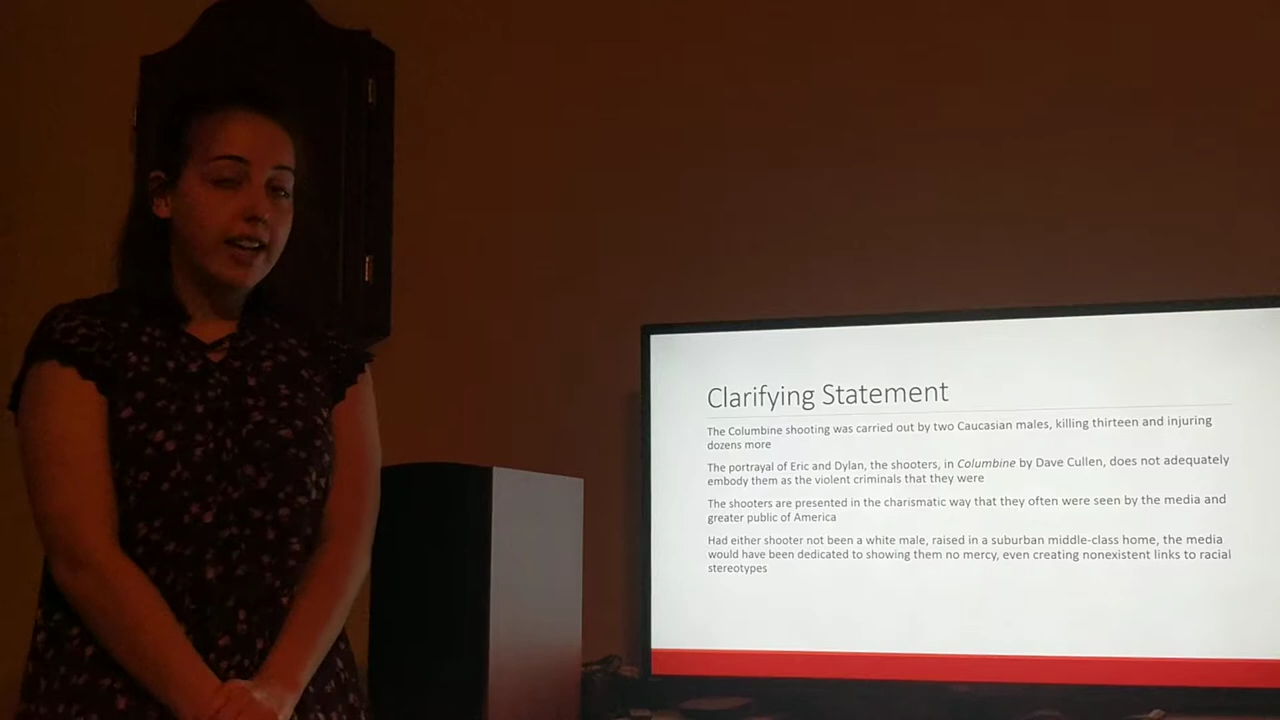 Clarifying Statement
The Columbine shooting was carried out by two Caucasian males, killing thirteen and injuring
dozens more
The portrayal of Eric and Dylan, the shooters, in Columbine by Dave Cullen, does not adequately
embody them as the violent criminals that they were
The shooters are presented in the charismatic way that they often were seen by the media and
greater public of America
Had either shooter not been a white male, raised in a suburban middle-class home, the media
would have been dedicated to showing them no mercy, even creating nonexistent links to racial
stereotypes